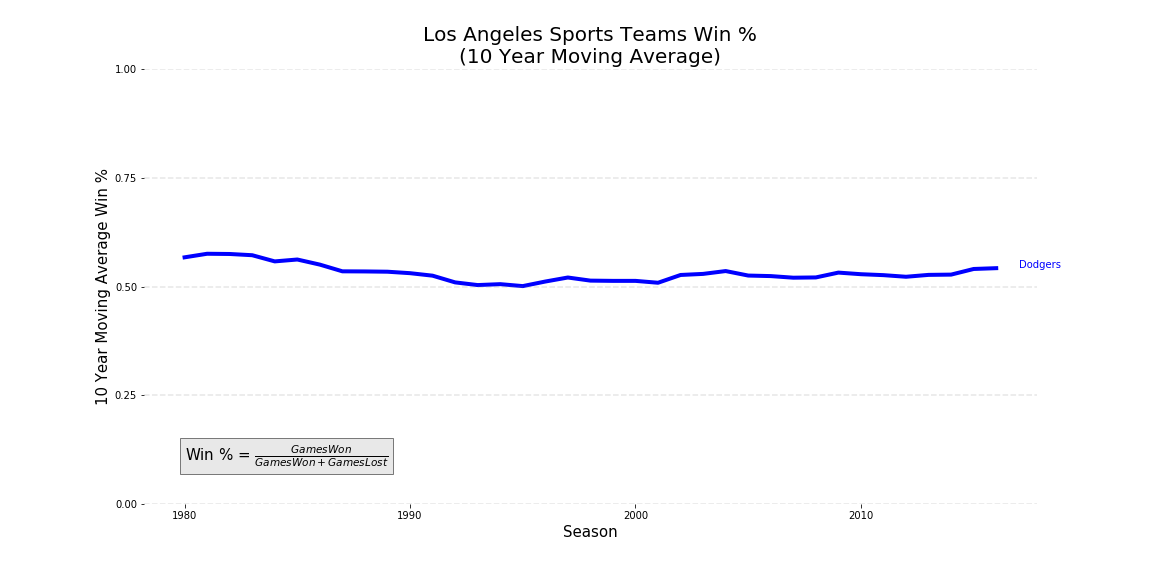 Los Angeles Sports Teams Win %
(10 Year Moving Average)
1.00
0.75
0.50
0.25
0.00
10 Year Moving Average Win %
Dodgers
Win % = GamesWon
GamesWon + GamesLost
1980 1990 2000 2010
Season